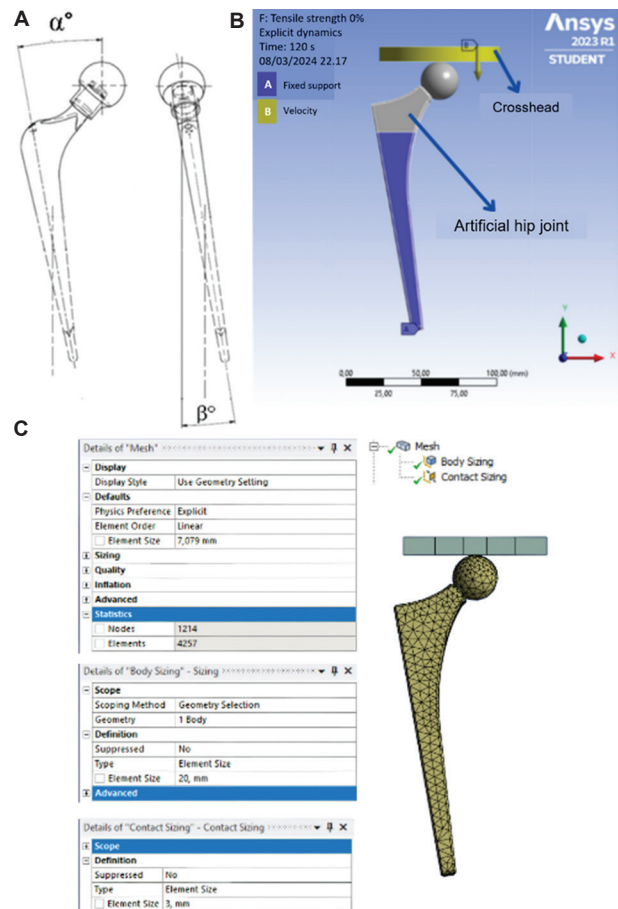 A
α°
β°
B
F: Tensile strength 0%
Explicit dynamics
Time: 120 s
08/03/2024 22.17
A Fixed support
B Velocity
Ansys
2023 R1
STUDENT
B
Crosshead
Artificial hip joint
A
Y
X
0,00 50,00 100,00 (mm)
25,00 75,00
C
Details of "Mesh"
Display
Display Style Use Geometry Setting
Defaults
Physics Preference Explicit
Element Order Linear
Element Size 7,079 mm
Sizing
Quality
Inflation
Advanced
Statistics
Nodes 1214
Elements 4257
Details of "Body Sizing" - Sizing
Scope
Scoping Method Geometry Selection
Geometry 1 Body
Definition
Suppressed No
Type Element Size
Element Size 20, mm
Advanced
Details of "Contact Sizing" - Contact Sizing
Scope
Definition
Suppressed No
Type Element Size
Element Size 3, mm
Mesh
Body Sizing
Contact Sizing